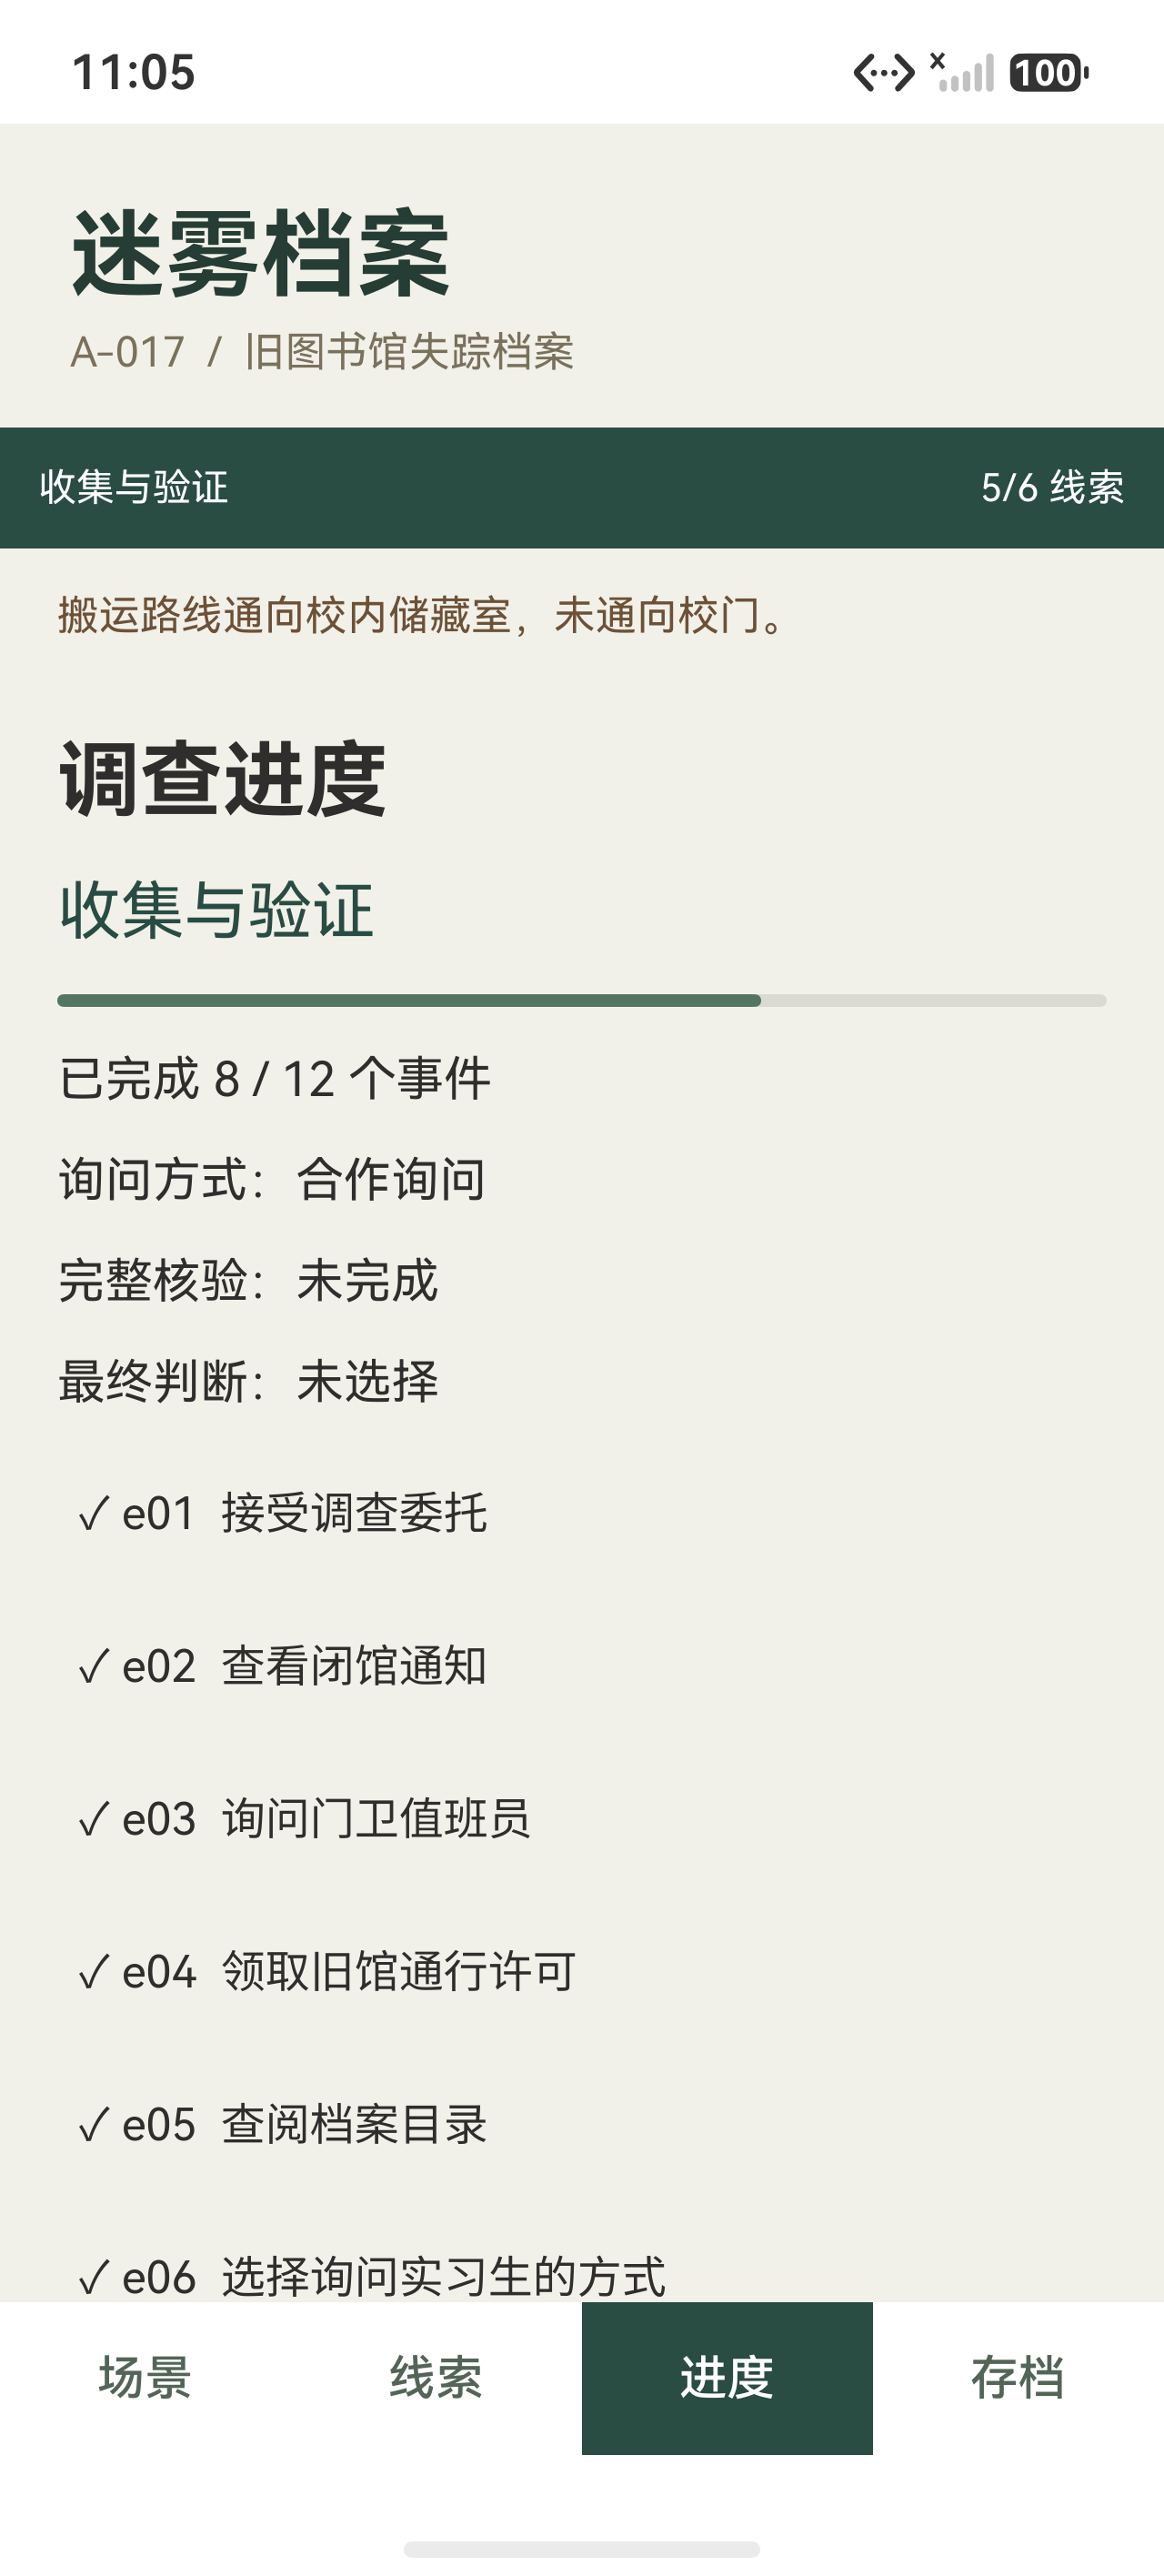 11:05
100
迷雾档案
A-017 / 旧图书馆失踪档案
收集与验证
5/6 线索
搬运路线通向校内储藏室，未通向校门。
调查进度
收集与验证
已完成 8 / 12 个事件
询问方式：合作询问
完整核验：未完成
最终判断：未选择
✓ e01 接受调查委托
✓ e02 查看闭馆通知
✓ e03 询问门卫值班员
✓ e04 领取旧馆通行许可
✓ e05 查阅档案目录
✓ e06 选择询问实习生的方式
场景
线索
进度
存档